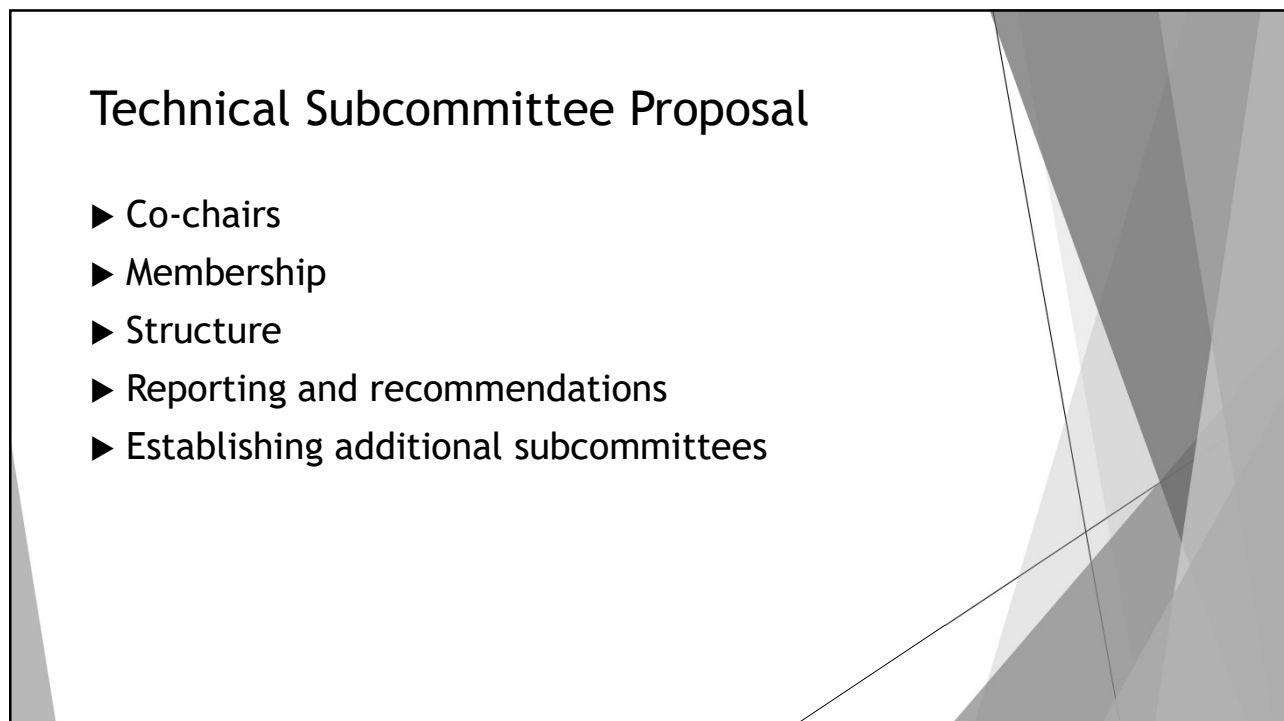 Technical Subcommittee Proposal
▶ Co-chairs
▶ Membership
▶ Structure
▶ Reporting and recommendations
▶ Establishing additional subcommittees